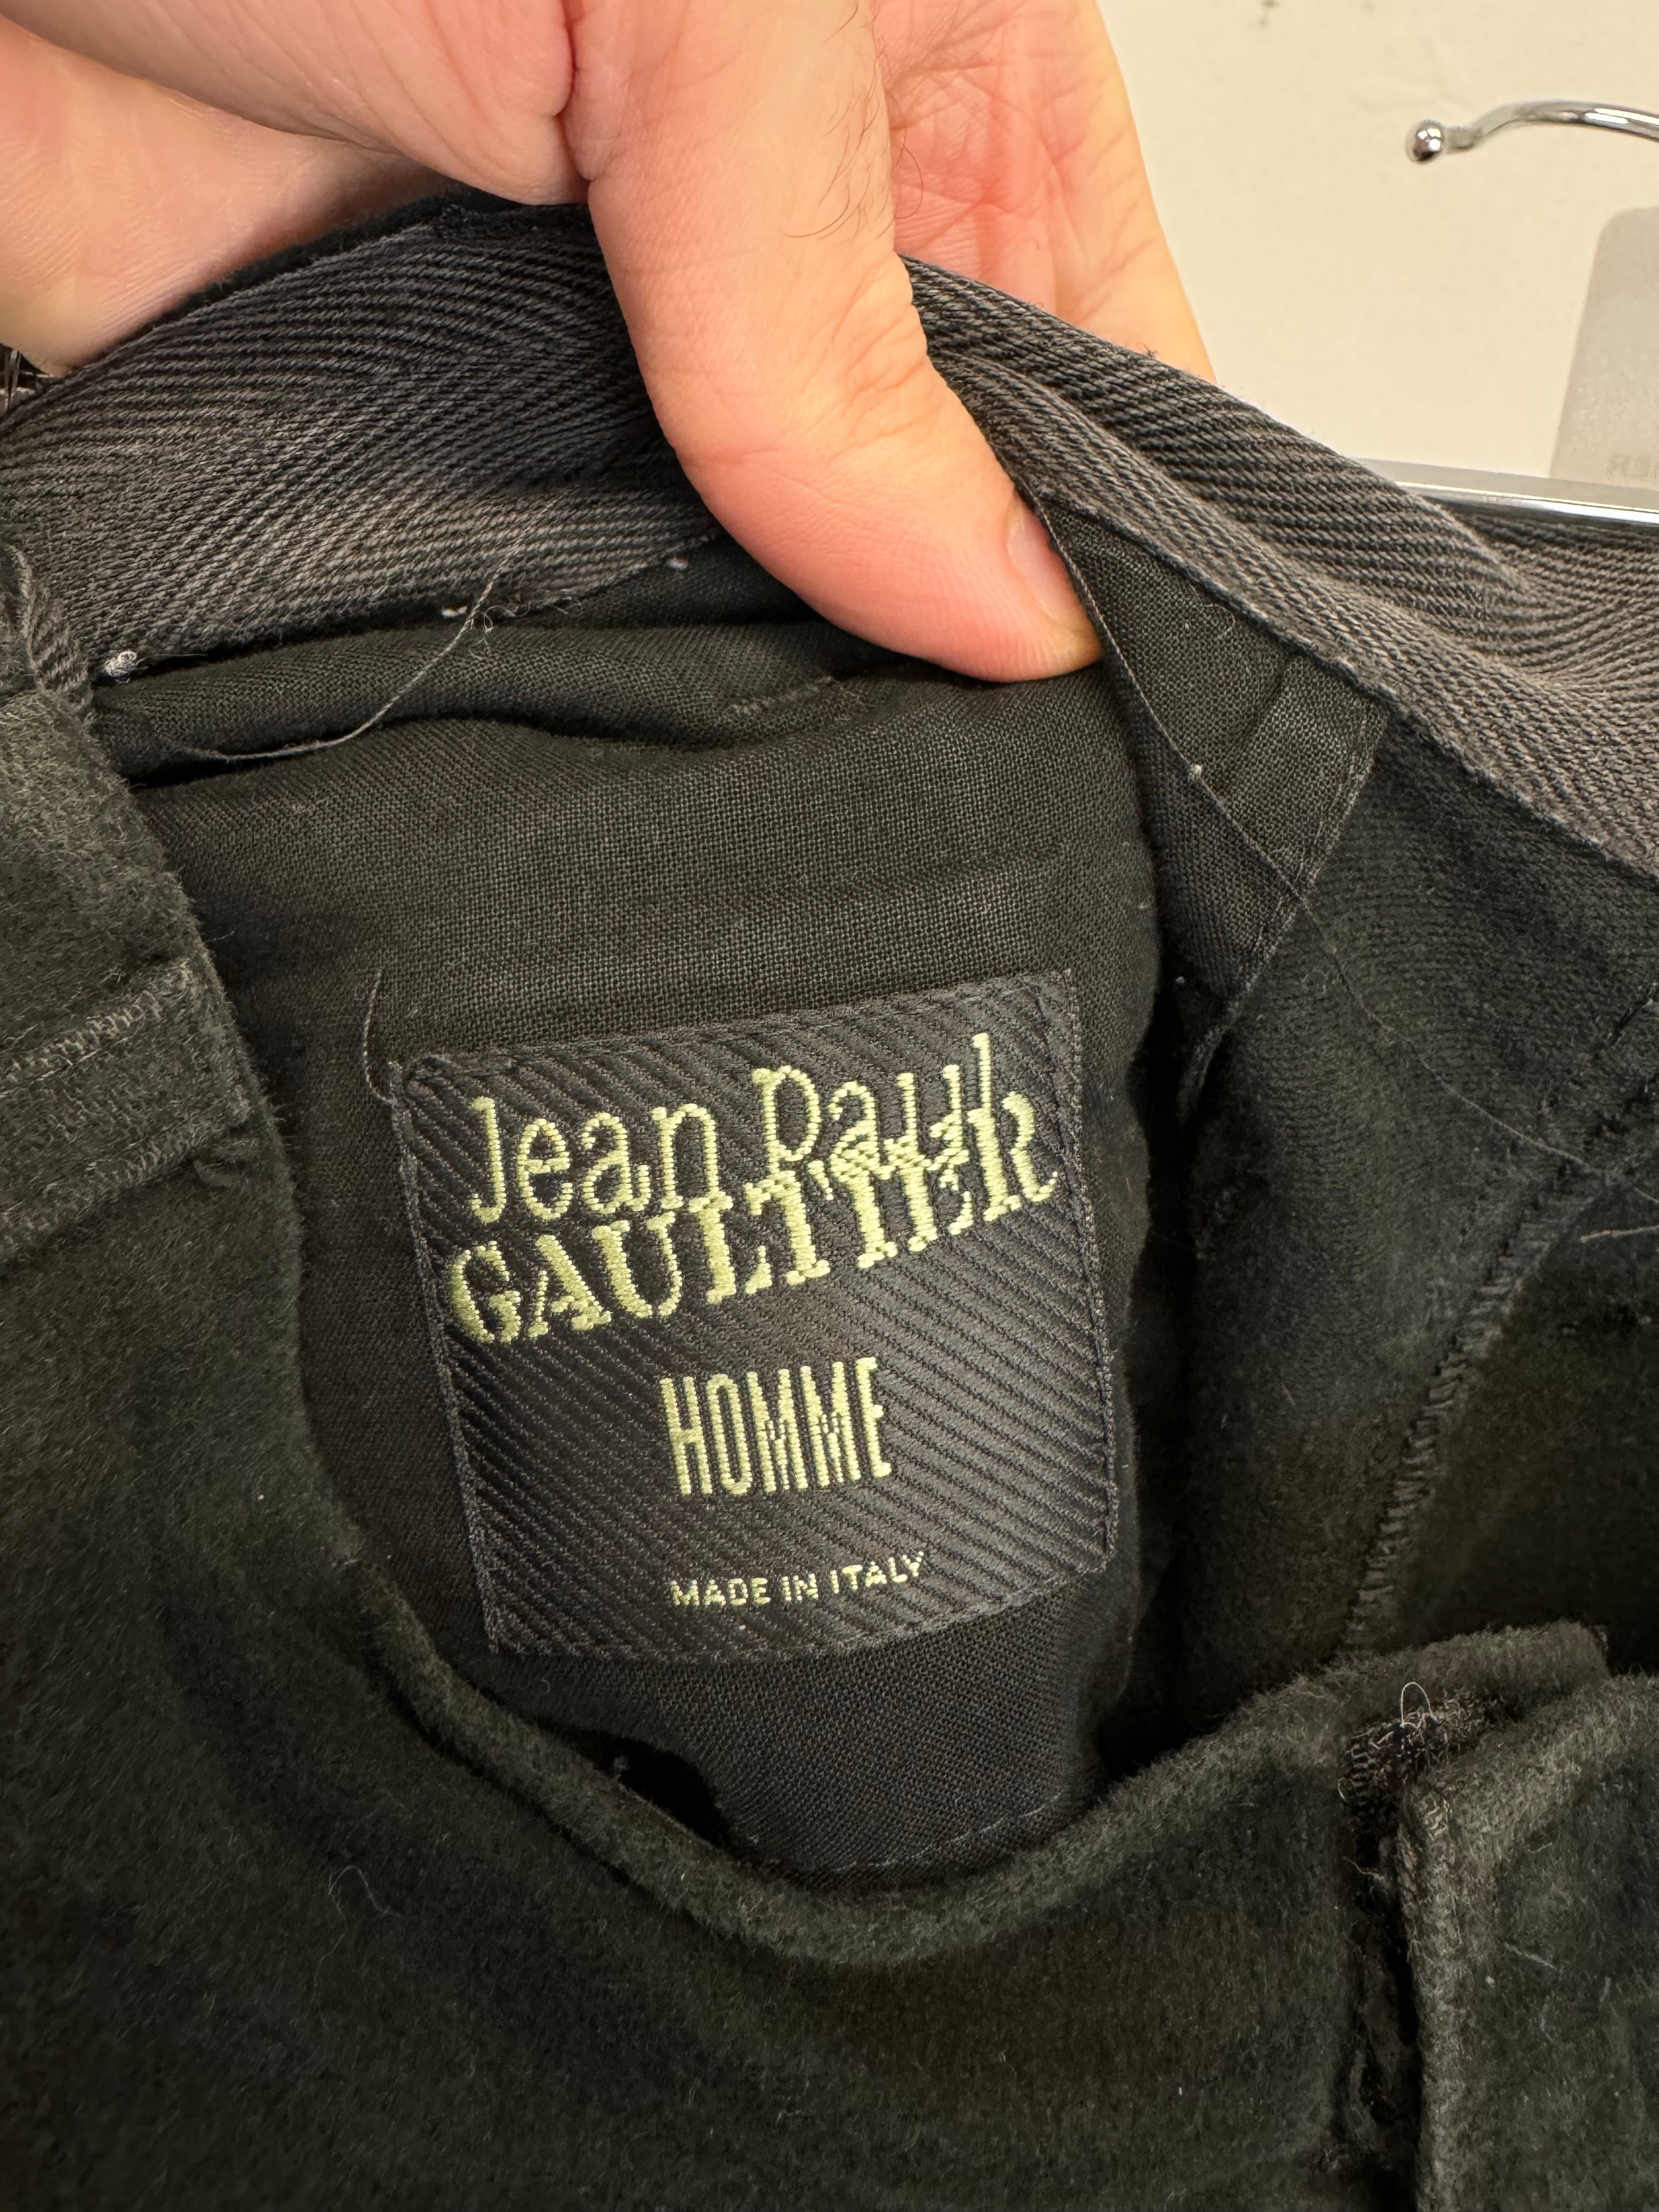 Jean Paul
GAULTIER
HOMME
MADE IN ITALY